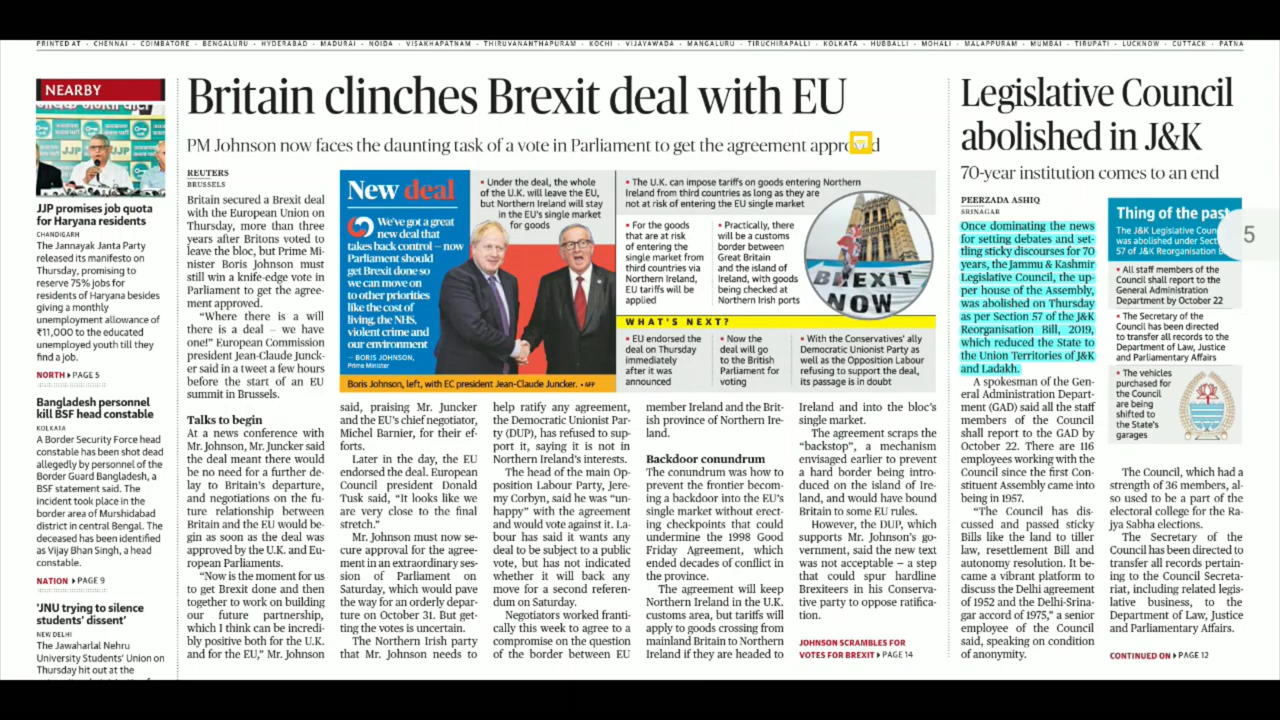 PRINTED AT • CHENNAI • COIMBATORE • BENGALURU • HYDERABAD • MADURAI • NOIDA • VISAKHAPATNAM • THIRUVANANTHAPURAM • KOCHI • VIJAYAWADA • MANGALURU • TIRUCHIRAPALLI • KOLKATA • HUBBALLI • MOHALI • MALAPPURAM • MUMBAI • TIRUPATI • LUCKNOW • CUTTACK • PATNA
NEARBY
JJP
JJP
JJP promises job quota
for Haryana residents
CHANDIGARH
The Jannayak Janta Party
released its manifesto on
Thursday, promising to
reserve 75% jobs for
residents of Haryana besides
giving a monthly
unemployment allowance of
₹11,000 to the educated
unemployed youth till they
find a job.
NORTH ▸ PAGE 5
Bangladesh personnel
kill BSF head constable
KOLKATA
A Border Security Force head
constable has been shot dead
allegedly by personnel of the
Border Guard Bangladesh, a
BSF statement said. The
incident took place in the
border area of Murshidabad
district in central Bengal. The
deceased has been identified
as Vijay Bhan Singh, a head
constable.
NATION ▸ PAGE 9
'JNU trying to silence
students' dissent'
NEW DELHI
The Jawaharlal Nehru
University Students' Union on
Thursday hit out at the
Britain clinches Brexit deal with EU
PM Johnson now faces the daunting task of a vote in Parliament to get the agreement approved
REUTERS
BRUSSELS
Britain secured a Brexit deal
with the European Union on
Thursday, more than three
years after Britons voted to
leave the bloc, but Prime Mi-
nister Boris Johnson must
still win a knife-edge vote in
Parliament to get the agree-
ment approved.
“Where there is a will
there is a deal – we have
one!” European Commission
president Jean-Claude Junck-
er said in a tweet a few hours
before the start of an EU
summit in Brussels.
Talks to begin
At a news conference with
Mr. Johnson, Mr. Juncker said
the deal meant there would
be no need for a further de-
lay to Britain's departure,
and negotiations on the fu-
ture relationship between
Britain and the EU would be-
gin as soon as the deal was
approved by the U.K. and Eu-
ropean Parliaments.
“Now is the moment for us
to get Brexit done and then
together to work on building
our future partnership,
which I think can be incredi-
bly positive both for the U.K.
and for the EU,” Mr. Johnson
New deal
We've got a great
new deal that
takes back control – now
Parliament should
get Brexit done so
we can move on
to other priorities
like the cost of
living, the NHS,
violent crime and
our environment
— BORIS JOHNSON,
Prime Minister
• Under the deal, the whole
of the U.K. will leave the EU,
but Northern Ireland will stay
in the EU's single market
for goods
Boris Johnson, left, with EC president Jean-Claude Juncker. • AFP
• The U.K. can impose tariffs on goods entering Northern
Ireland from third countries as long as they are
not at risk of entering the EU single market
• For the goods
that are at risk
of entering the
single market from
third countries via
Northern Ireland,
EU tariffs will be
applied
• Practically, there
will be a customs
border between
Great Britain
and the island of
Ireland, with goods
being checked at
Northern Irish ports
BREXIT
NOW
WHAT'S NEXT?
• EU endorsed the
deal on Thursday
immediately
after it was
announced
• Now the
deal will go
to the British
Parliament for
voting
• With the Conservatives' ally
Democratic Unionist Party as
well as the Opposition Labour
refusing to support the deal,
its passage is in doubt
said, praising Mr. Juncker
and the EU's chief negotiator,
Michel Barnier, for their ef-
forts.
Later in the day, the EU
endorsed the deal. European
Council president Donald
Tusk said, “It looks like we
are very close to the final
stretch.”
Mr. Johnson must now se-
cure approval for the agree-
ment in an extraordinary ses-
sion of Parliament on
Saturday, which would pave
the way for an orderly depar-
ture on October 31. But get-
ting the votes is uncertain.
The Northern Irish party
that Mr. Johnson needs to
help ratify any agreement,
the Democratic Unionist Par-
ty (DUP), has refused to sup-
port it, saying it is not in
Northern Ireland's interests.
The head of the main Op-
position Labour Party, Jere-
my Corbyn, said he was “un-
happy” with the agreement
and would vote against it. La-
bour has said it wants any
deal to be subject to a public
vote, but has not indicated
whether it will back any
move for a second referen-
dum on Saturday.
Negotiators worked franti-
cally this week to agree to a
compromise on the question
of the border between EU
member Ireland and the Brit-
ish province of Northern Ire-
land.
Backdoor conundrum
The conundrum was how to
prevent the frontier becom-
ing a backdoor into the EU's
single market without erect-
ing checkpoints that could
undermine the 1998 Good
Friday Agreement, which
ended decades of conflict in
the province.
The agreement will keep
Northern Ireland in the U.K.
customs area, but tariffs will
apply to goods crossing from
mainland Britain to Northern
Ireland if they are headed to
Ireland and into the bloc's
single market.
The agreement scraps the
“backstop”, a mechanism
envisaged earlier to prevent
a hard border being intro-
duced on the island of Ire-
land, and would have bound
Britain to some EU rules.
However, the DUP, which
supports Mr. Johnson's go-
vernment, said the new text
was not acceptable – a step
that could spur hardline
Brexiteers in his Conserva-
tive party to oppose ratifica-
tion.
JOHNSON SCRAMBLES FOR
VOTES FOR BREXIT ▸ PAGE 14
Legislative Council
abolished in J&K
70-year institution comes to an end
PEERZADA ASHIQ
SRINAGAR
Once dominating the news
for setting debates and set-
tling sticky discourses for 70
years, the Jammu & Kashmir
Legislative Council, the up-
per house of the Assembly,
was abolished on Thursday
as per Section 57 of the J&K
Reorganisation Bill, 2019,
which reduced the State to
the Union Territories of J&K
and Ladakh.
A spokesman of the Gen-
eral Administration Depart-
ment (GAD) said all the staff
members of the Council
shall report to the GAD by
October 22. There are 116
employees working with the
Council since the first Con-
stituent Assembly came into
being in 1957.
“The Council has dis-
cussed and passed sticky
Bills like the land to tiller
law, resettlement Bill and
autonomy resolution. It be-
came a vibrant platform to
discuss the Delhi agreement
of 1952 and the Delhi-Srina-
gar accord of 1975,” a senior
employee of the Council
said, speaking on condition
of anonymity.
Thing of the past
The J&K Legislative
was abolished under
57 of J&K Reorganisation
5
• All staff members of the
Council shall report to the
General Administration
Department by October 22
• The Secretary of the
Council has been directed
to transfer all records to the
Department of Law, Justice
and Parliamentary Affairs
• The vehicles
purchased for
the Council
are being
shifted to
the State's
garages
The Council, which had a
strength of 36 members, al-
so used to be a part of the
electoral college for the Ra-
jya Sabha elections.
The Secretary of the
Council has been directed to
transfer all records pertain-
ing to the Council Secreta-
riat, including related legis-
lative business, to the
Department of Law, Justice
and Parliamentary Affairs.
CONTINUED ON ▸ PAGE 12